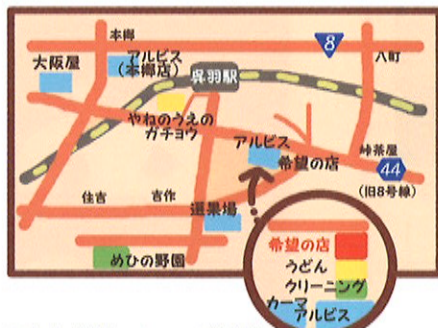 本郷
8
大阪屋
アルビス
(本郷店)
呉羽駅
八町
やねのうえの
ガチョウ
アルビス
希望の店
峠茶屋
44
(旧8号線)
住吉
吉作
選果場
めひの野園
希望の店
うどん
クリーニング
カーマ
アルビス